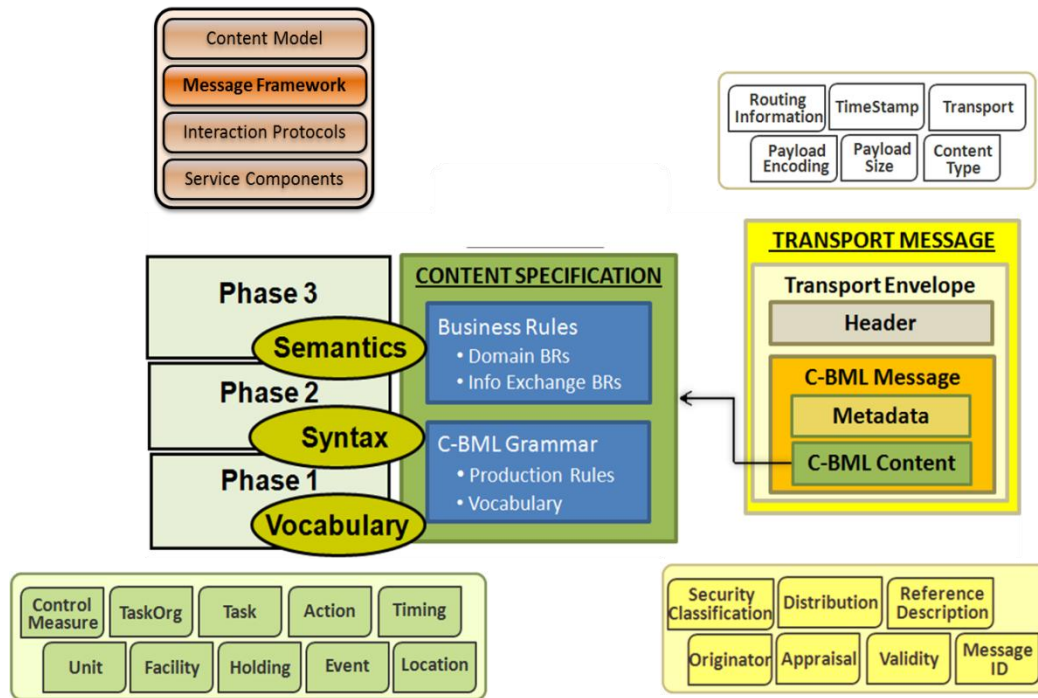 Content Model
Message Framework
Interaction Protocols
Service Components
Routing
Information
TimeStamp
Transport
Payload
Encoding
Payload
Size
Content
Type
Phase 3
Semantics
Phase 2
Syntax
Phase 1
Vocabulary
CONTENT SPECIFICATION
Business Rules
• Domain BRs
• Info Exchange BRs
C-BML Grammar
• Production Rules
• Vocabulary
TRANSPORT MESSAGE
Transport Envelope
Header
C-BML Message
Metadata
C-BML Content
Control
Measure
TaskOrg
Task
Action
Timing
Unit
Facility
Holding
Event
Location
Security
Classification
Distribution
Reference
Description
Originator
Appraisal
Validity
Message
ID